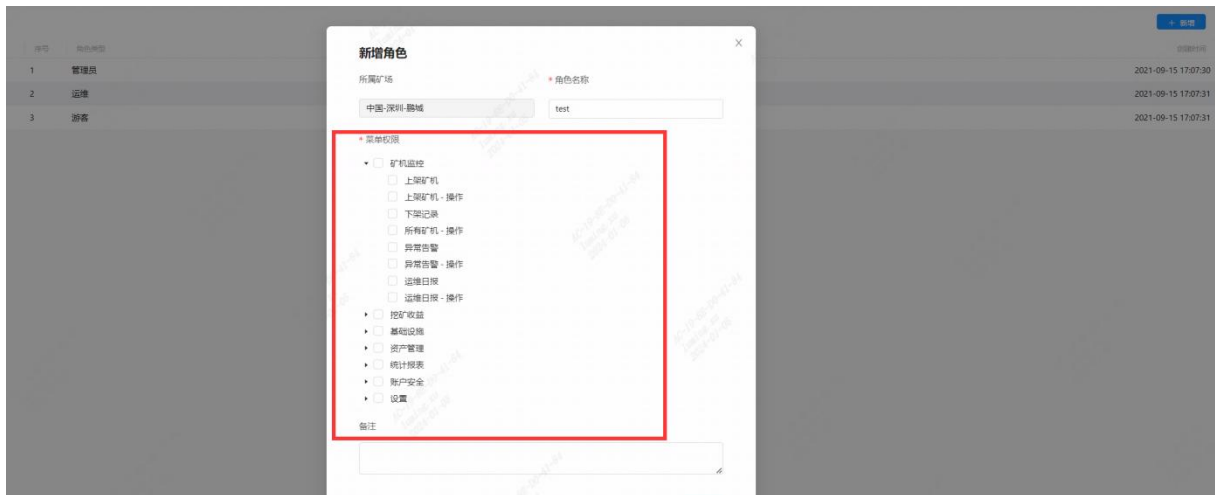 + 新增
序号 角色类型 创建时间
1 管理员 2021-09-15 17:07:30
2 运维 2021-09-15 17:07:31
3 游客 2021-09-15 17:07:31
新增角色
所属矿场 * 角色名称
中国-深圳-鹏城 test
* 菜单权限
矿机监控
上架矿机
上架矿机 - 操作
下架记录
所有矿机 - 操作
异常告警
异常告警 - 操作
运维日报
运维日报 - 操作
挖矿收益
基础设施
资产管理
统计报表
账户安全
设置
备注